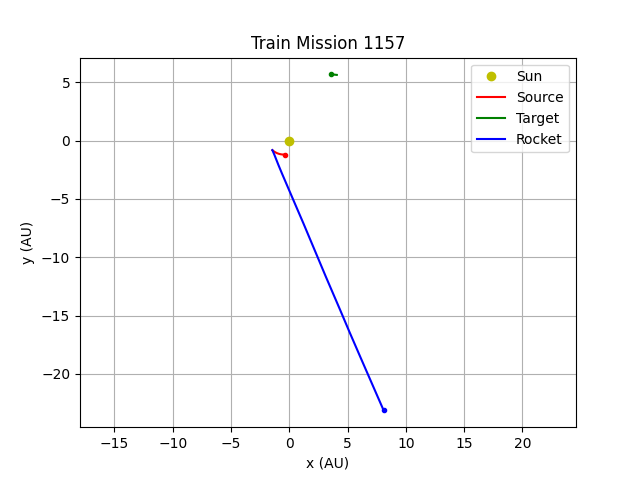 Train Mission 1157
Sun
Source
Target
Rocket
5
0
−5
−10
−15
−20
y (AU)
−15 −10 −5 0 5 10 15 20
x (AU)